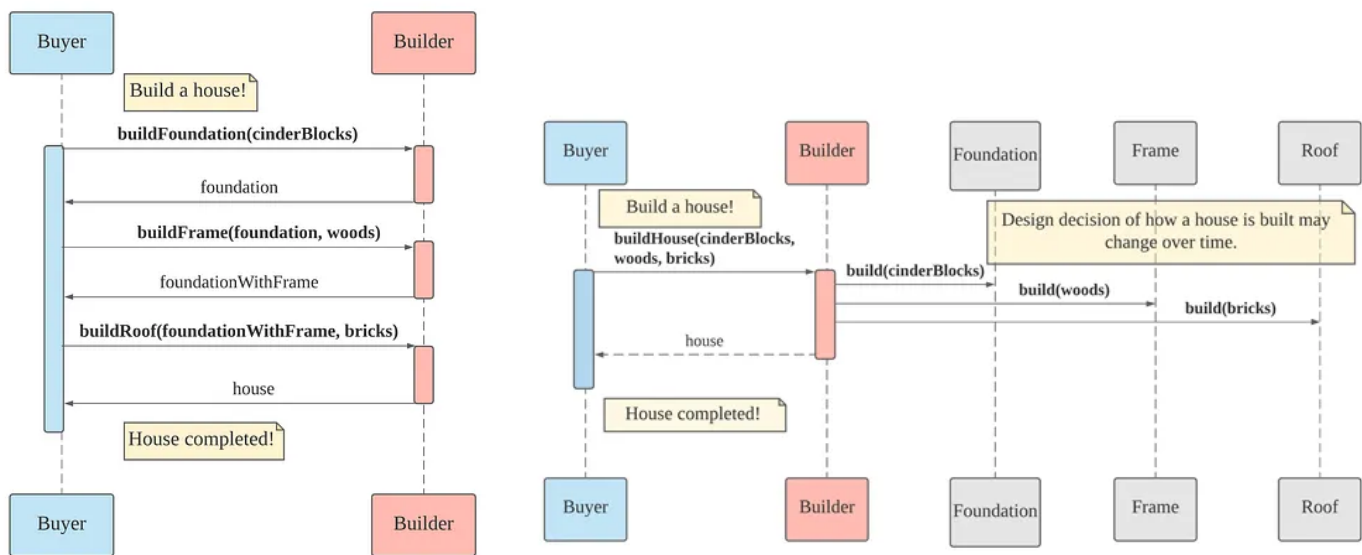 Buyer
Builder
Build a house!
buildFoundation(cinderBlocks)
foundation
buildFrame(foundation, woods)
foundationWithFrame
buildRoof(foundationWithFrame, bricks)
house
House completed!
Buyer
Builder
Buyer
Builder
Foundation
Frame
Roof
Build a house!
Design decision of how a house is built may
change over time.
buildHouse(cinderBlocks,
woods, bricks)
build(cinderBlocks)
build(woods)
build(bricks)
house
House completed!
Buyer
Builder
Foundation
Frame
Roof